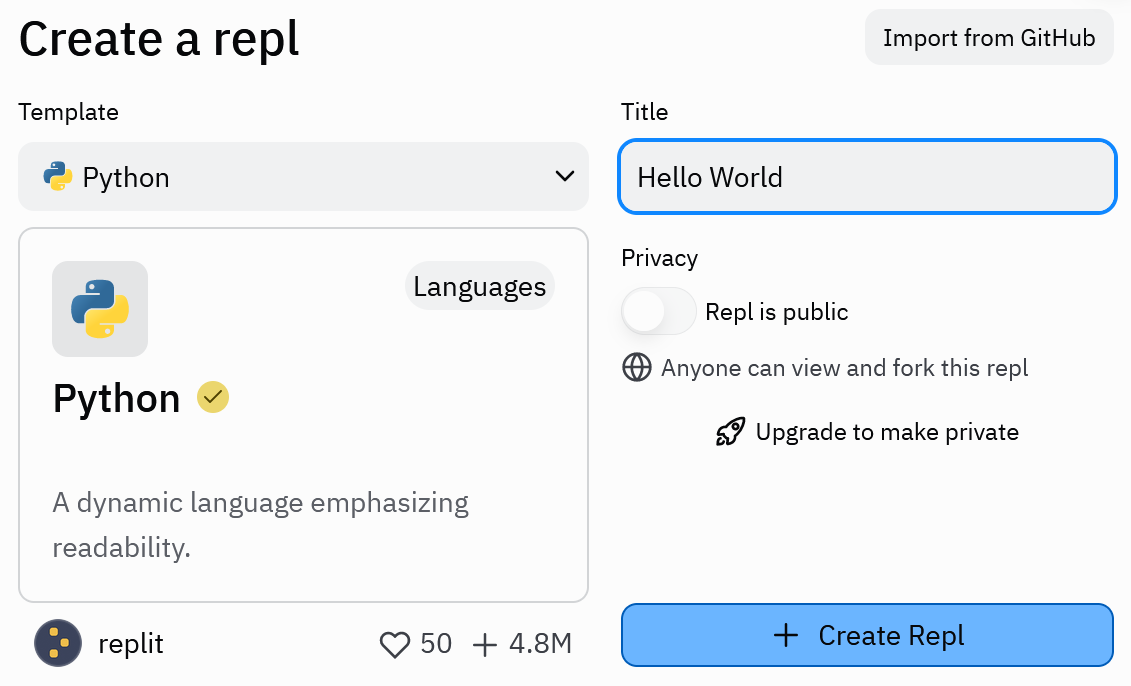 Create a repl
Import from GitHub
Template
Python
Languages
Python
A dynamic language emphasizing
readability.
replit
50
4.8M
Title
Hello World
Privacy
Repl is public
Anyone can view and fork this repl
Upgrade to make private
+ Create Repl